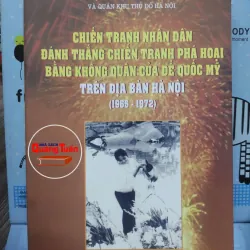 VÀ QUÂN KHU THỦ ĐÔ HÀ NỘI
CHIẾN TRANH NHÂN DÂN
ĐÁNH THẮNG CHIẾN TRANH PHÁ HOẠI
BẰNG KHÔNG QUÂN CỦA ĐẾ QUỐC MỸ
TRÊN ĐỊA BÀN HÀ NỘI
(1965 - 1972)